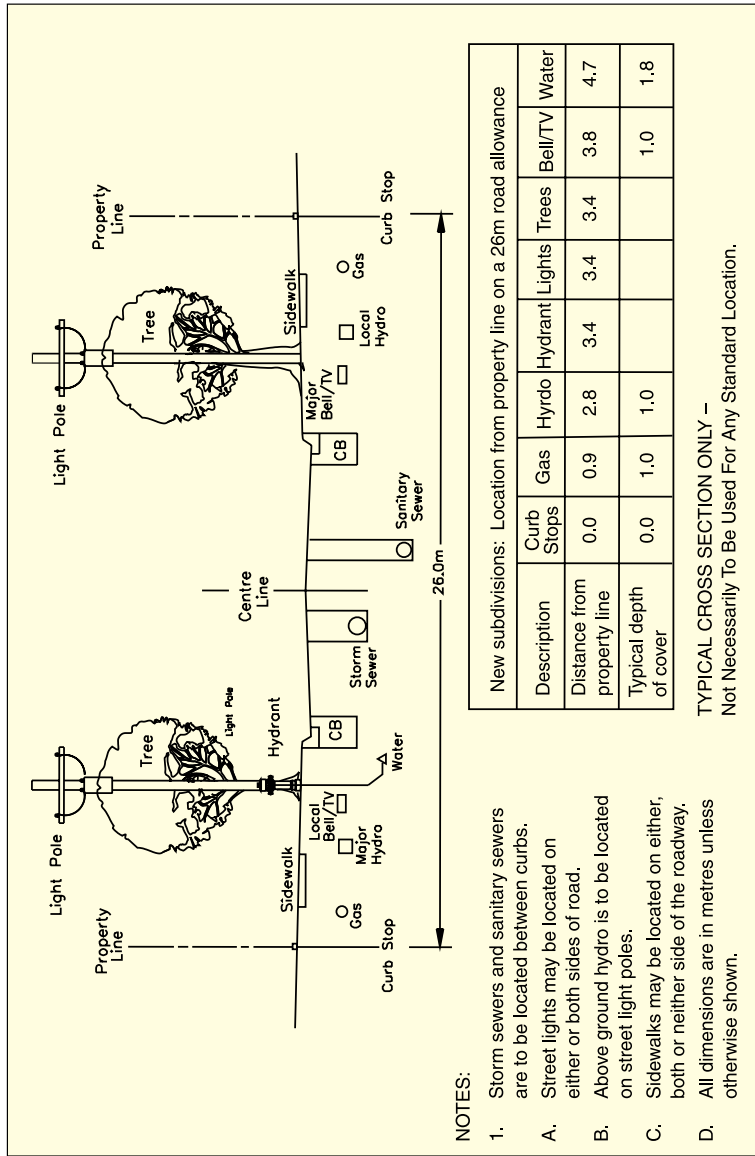 Light Pole
Light Pole
Property
Line
Tree
Light Pole
Hydrant
Centre
Line
Tree
Property
Line
Sidewalk
Sidewalk
Local
Bell/TV
Major
Hydro
Gas
CB
Water
Storm
Sewer
Sanitary
Sewer
CB
Major
Bell/TV
Local
Hydro
Gas
Curb Stop
Curb Stop
26.0m
NOTES:
1. Storm sewers and sanitary sewers
are to be located between curbs.
A. Street lights may be located on
either or both sides of road.
B. Above ground hydro is to be located
on street light poles.
C. Sidewalks may be located on either,
both or neither side of the roadway.
D. All dimensions are in metres unless
otherwise shown.
New subdivisions: Location from property line on a 26m road allowance
Description Curb Stops Gas Hyrdo Hydrant Lights Trees Bell/TV Water
Distance from property line 0.0 0.9 2.8 3.4 3.4 3.4 3.8 4.7
Typical depth of cover 0.0 1.0 1.0 1.0 1.8
TYPICAL CROSS SECTION ONLY –
Not Necessarily To Be Used For Any Standard Location.